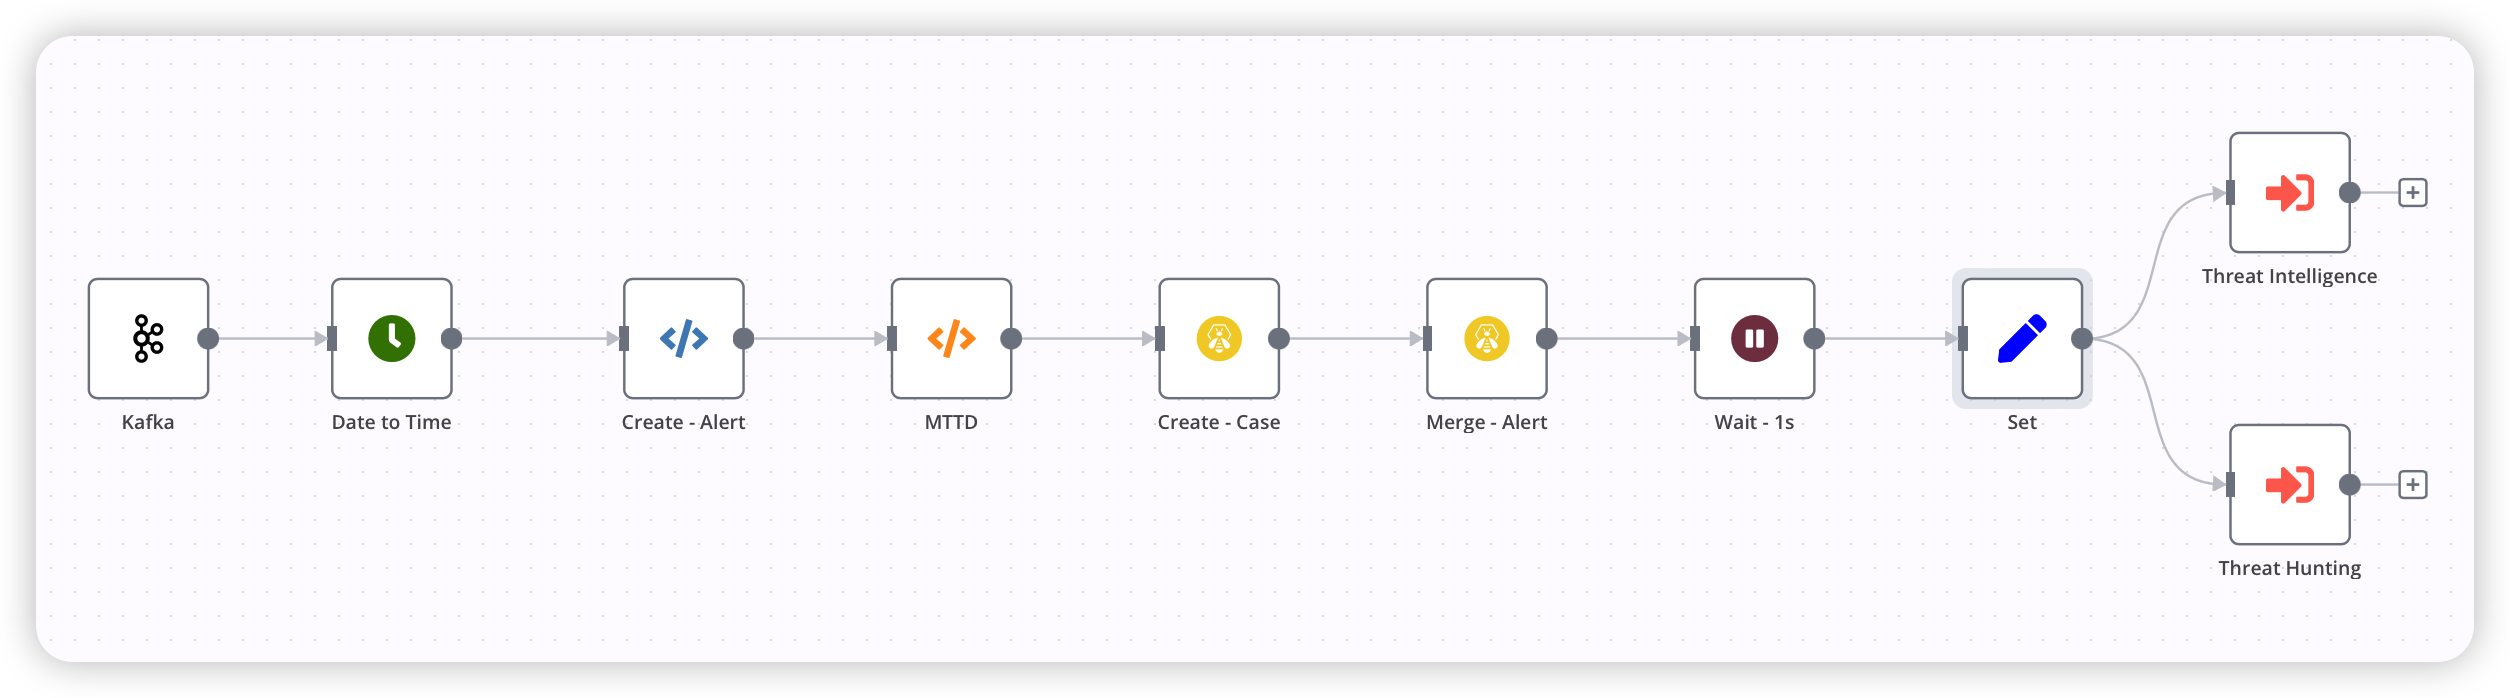 Kafka
Date to Time
Create - Alert
MTTD
Create - Case
Merge - Alert
Wait - 1s
Set
Threat Intelligence
Threat Hunting